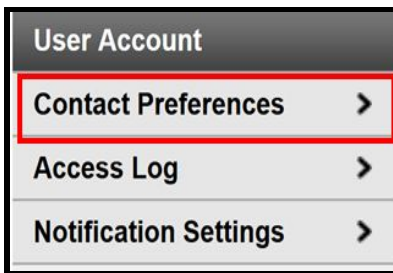 User Account
Contact Preferences
Access Log
Notification Settings